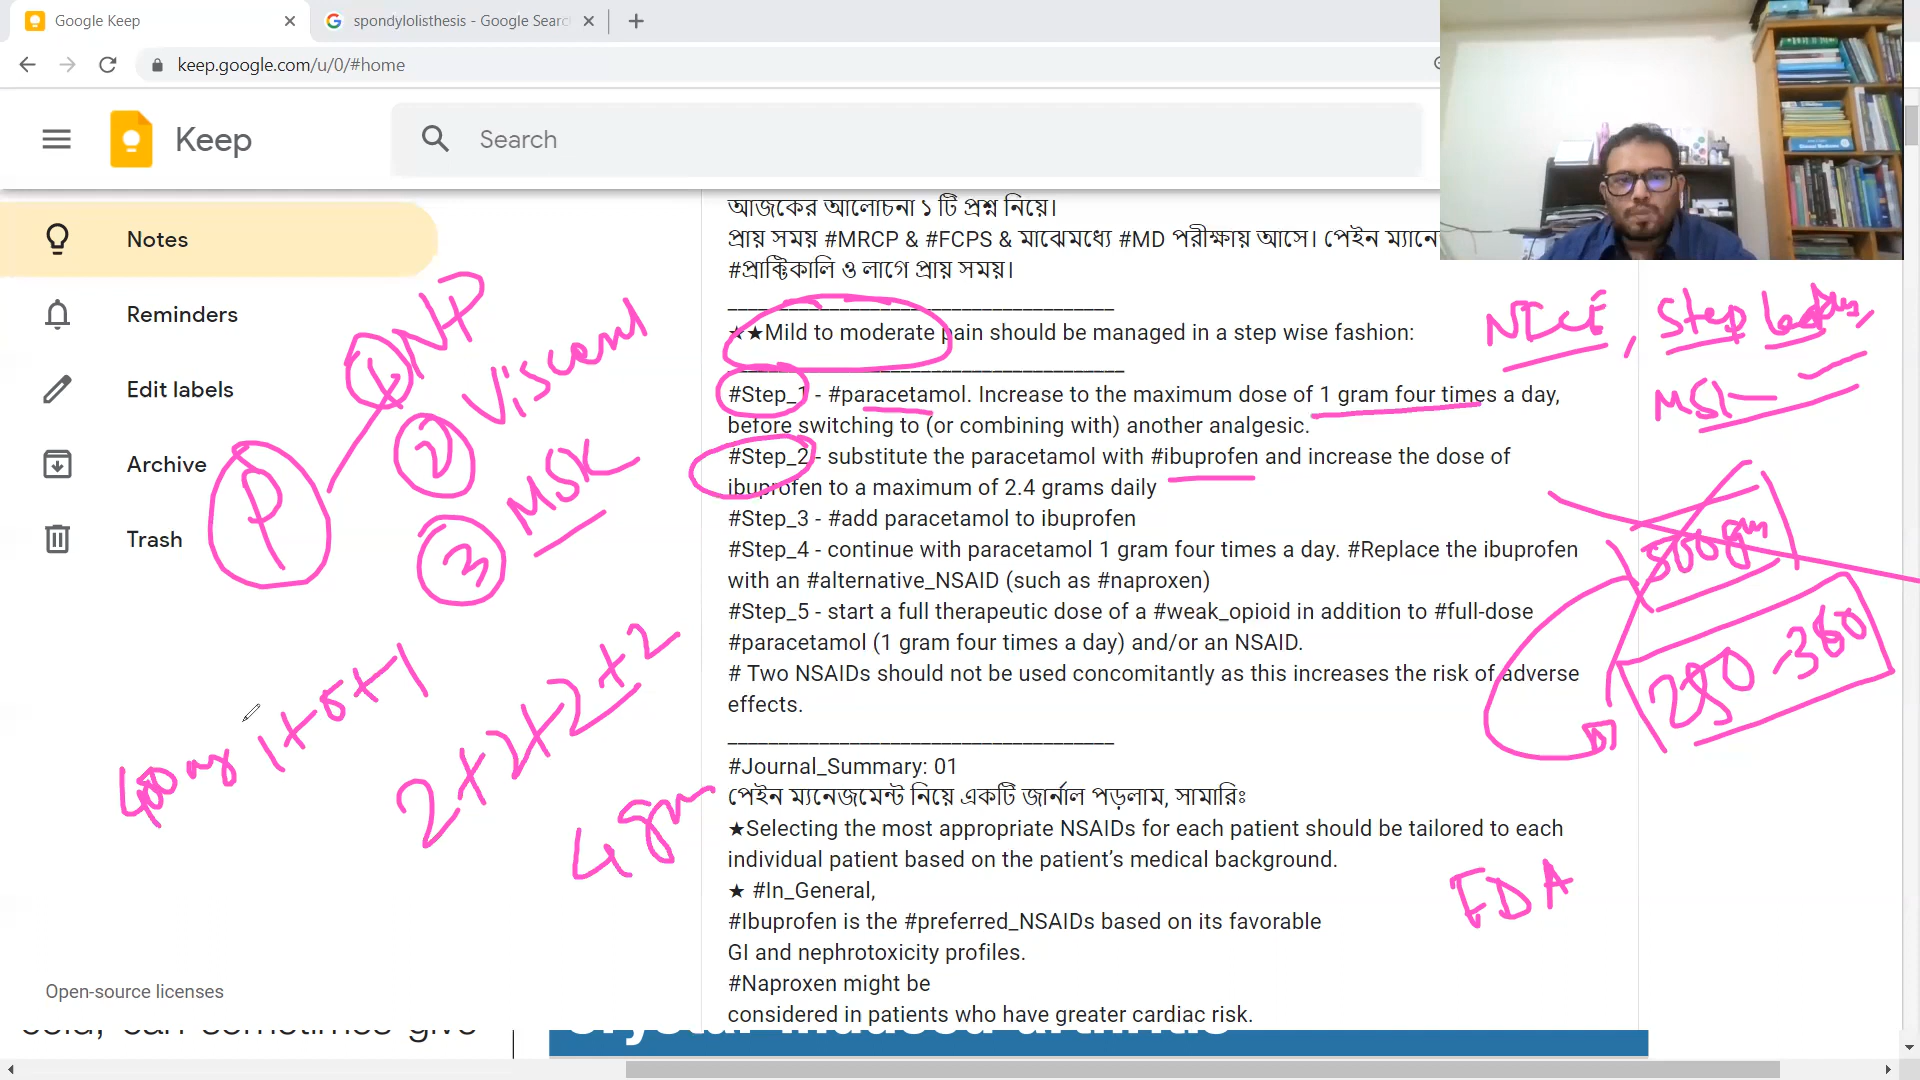 Google Keep
spondylolisthesis - Google Searc
keep.google.com/u/0/#home
Keep
Search
Notes
Reminders
Edit labels
Archive
Trash
Open-source licenses
আজকের আলোচনা ১ টি প্রশ্ন নিয়ে।
প্রায় সময় #MRCP & #FCPS & মাঝেমধ্যে #MD পরীক্ষায় আসে। পেইন ম্যানে
#প্রাক্টিকালি ও লাগে প্রায় সময়।
★★Mild to moderate pain should be managed in a step wise fashion:
#Step_1 - #paracetamol. Increase to the maximum dose of 1 gram four times a day,
before switching to (or combining with) another analgesic.
#Step_2 - substitute the paracetamol with #ibuprofen and increase the dose of
ibuprofen to a maximum of 2.4 grams daily
#Step_3 - #add paracetamol to ibuprofen
#Step_4 - continue with paracetamol 1 gram four times a day. #Replace the ibuprofen
with an #alternative_NSAID (such as #naproxen)
#Step_5 - start a full therapeutic dose of a #weak_opioid in addition to #full-dose
#paracetamol (1 gram four times a day) and/or an NSAID.
# Two NSAIDs should not be used concomitantly as this increases the risk of adverse
effects.
#Journal_Summary: 01
পেইন ম্যনেজমেন্ট নিয়ে একটি জার্নাল পড়লাম, সামারিঃ
★Selecting the most appropriate NSAIDs for each patient should be tailored to each
individual patient based on the patient’s medical background.
★ #In_General,
#Ibuprofen is the #preferred_NSAIDs based on its favorable
GI and nephrotoxicity profiles.
#Naproxen might be
considered in patients who have greater cardiac risk.
P
1 NP
2 Visceral
3 MSK
400 mg 1+0+1
2+2+2+2
4 gm
NICE, Step
MSK
500 gm
FDA